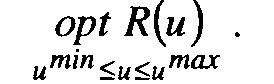 opt R(u) .
u^min ≤u≤u^max